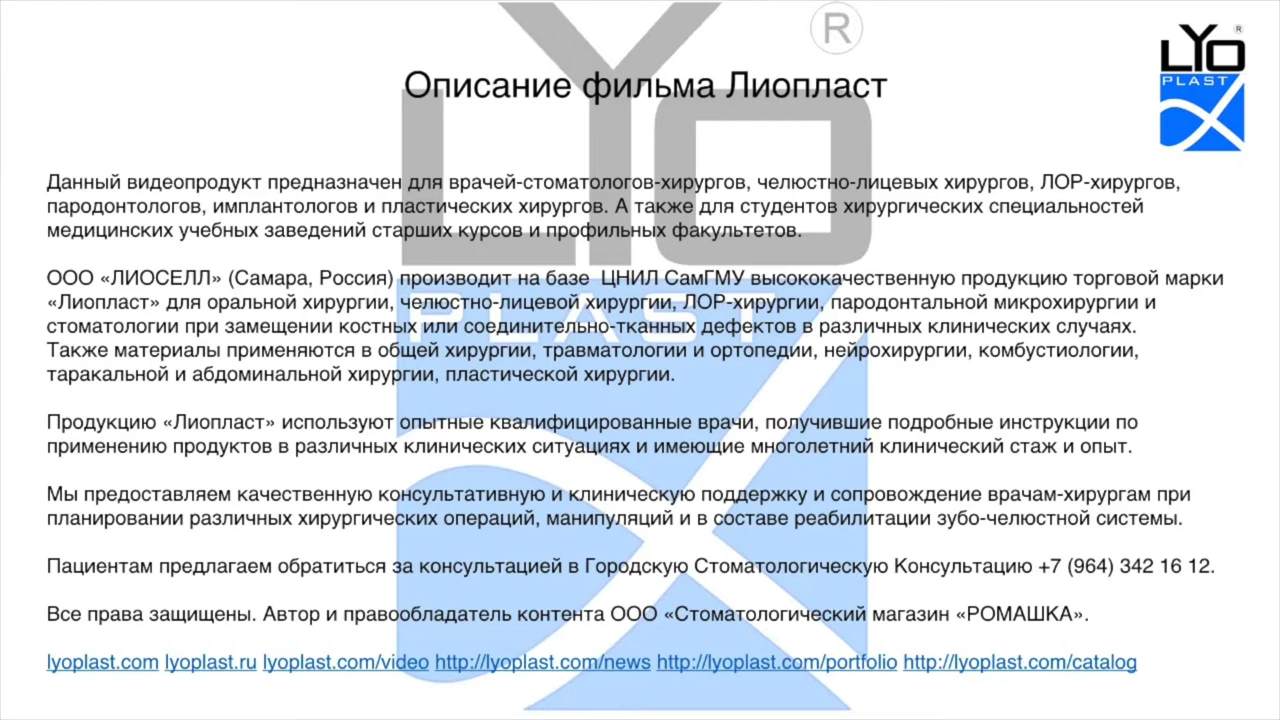 ®
LYO
PLAST
Описание фильма Лиопласт
LYO ®
PLAST
Данный видеопродукт предназначен для врачей-стоматологов-хирургов, челюстно-лицевых хирургов, ЛОР-хирургов,
пародонтологов, имплантологов и пластических хирургов. А также для студентов хирургических специальностей
медицинских учебных заведений старших курсов и профильных факультетов.
ООО «ЛИОСЕЛЛ» (Самара, Россия) производит на базе ЦНИЛ СамГМУ высококачественную продукцию торговой марки
«Лиопласт» для оральной хирургии, челюстно-лицевой хирургии, ЛОР-хирургии, пародонтальной микрохирургии и
стоматологии при замещении костных или соединительно-тканных дефектов в различных клинических случаях.
Также материалы применяются в общей хирургии, травматологии и ортопедии, нейрохирургии, комбустиологии,
таракальной и абдоминальной хирургии, пластической хирургии.
Продукцию «Лиопласт» используют опытные квалифицированные врачи, получившие подробные инструкции по
применению продуктов в различных клинических ситуациях и имеющие многолетний клинический стаж и опыт.
Мы предоставляем качественную консультативную и клиническую поддержку и сопровождение врачам-хирургам при
планировании различных хирургических операций, манипуляций и в составе реабилитации зубо-челюстной системы.
Пациентам предлагаем обратиться за консультацией в Городскую Стоматологическую Консультацию +7 (964) 342 16 12.
Все права защищены. Автор и правообладатель контента ООО «Стоматологический магазин «РОМАШКА».
lyoplast.com lyoplast.ru lyoplast.com/video http://lyoplast.com/news http://lyoplast.com/portfolio http://lyoplast.com/catalog